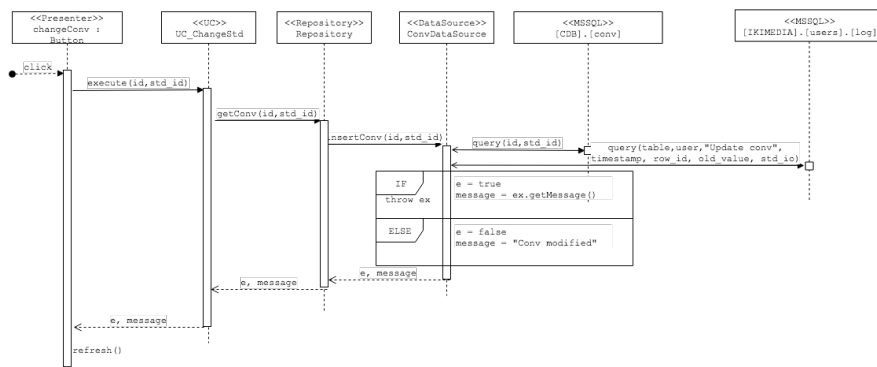 <<Presenter>>
changeConv :
Button
<<UC>>
UC_ChangeStd
<<Repository>>
Repository
<<DataSource>>
ConvDataSource
<<MSSQL>>
[CDB].[conv]
<<MSSQL>>
[IKIMEDIA].[users].[log]
click
execute(id,std_id)
getConv(id,std_id)
insertConv(id,std_id)
query(id,std_id)
query(table,user,"Update conv",
timestamp, row_id, old_value, std_io)
IF
throw ex
e = true
message = ex.getMessage()
ELSE
e = false
message = "Conv modified"
e, message
e, message
e, message
refresh()